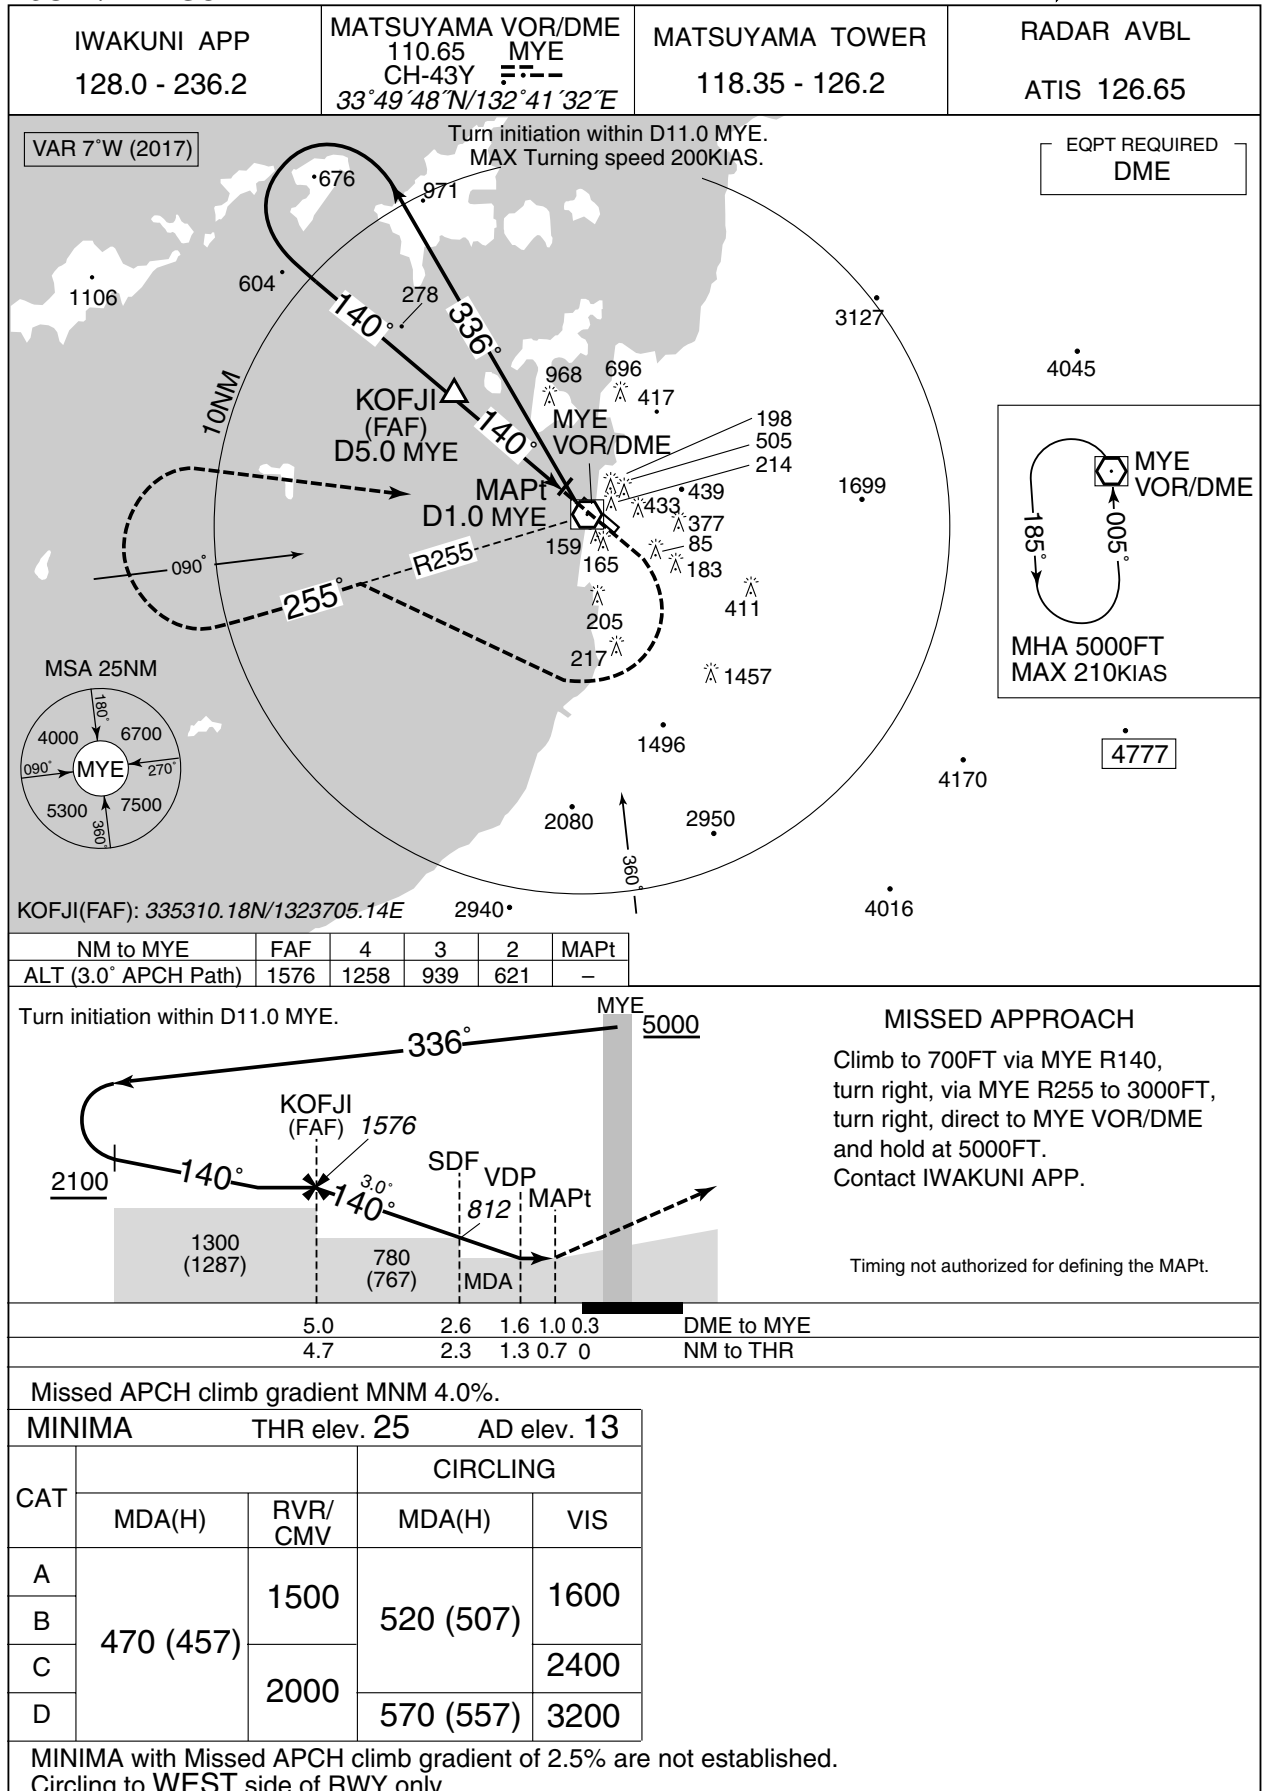 IWAKUNI APP
128.0 - 236.2
MATSUYAMA VOR/DME
110.65 MYE
CH-43Y
33°49´48˝N/132°41´32˝E
MATSUYAMA TOWER
118.35 - 126.2
RADAR AVBL
ATIS 126.65
VAR 7°W (2017)
Turn initiation within D11.0 MYE.
MAX Turning speed 200KIAS.
EQPT REQUIRED
DME
676
971
604
1106
278
3127
4045
140°
336°
10NM
968
696
417
KOFJI
(FAF)
D5.0 MYE
140°
MYE
VOR/DME
198
505
214
MAPt
D1.0 MYE
439
433
377
1699
159
165
85
183
R255
090°
255°
205
411
217
1457
MYE
VOR/DME
185°
005°
MHA 5000FT
MAX 210KIAS
MSA 25NM
180°
4000
6700
090°
MYE
270°
5300
7500
360°
1496
4777
4170
2080
2950
360°
4016
2940
KOFJI(FAF): 335310.18N/1323705.14E
NM to MYE FAF 4 3 2 MAPt
ALT (3.0° APCH Path) 1576 1258 939 621 –
Turn initiation within D11.0 MYE.
MYE
5000
336°
KOFJI
(FAF)
1576
2100
140°
3.0°
140°
SDF
812
VDP
MAPt
1300
(1287)
780
(767)
MDA
MISSED APPROACH
Climb to 700FT via MYE R140,
turn right, via MYE R255 to 3000FT,
turn right, direct to MYE VOR/DME
and hold at 5000FT.
Contact IWAKUNI APP.
Timing not authorized for defining the MAPt.
5.0 2.6 1.6 1.0 0.3 DME to MYE
4.7 2.3 1.3 0.7 0 NM to THR
Missed APCH climb gradient MNM 4.0%.
MINIMA THR elev. 25 AD elev. 13
CAT
CIRCLING
MDA(H)
RVR/
CMV
MDA(H)
VIS
A
B
C
D
470 (457)
1500
2000
520 (507)
570 (557)
1600
2400
3200
MINIMA with Missed APCH climb gradient of 2.5% are not established.
Circling to WEST side of RWY only